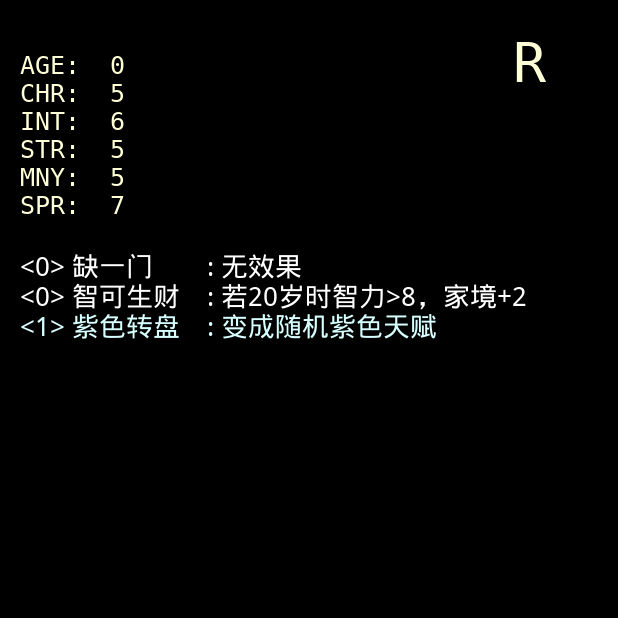 R
AGE: 0
CHR: 5
INT: 6
STR: 5
MNY: 5
SPR: 7
<0> 缺一门 : 无效果
<0> 智可生财 : 若20岁时智力>8，家境+2
<1> 紫色转盘 : 变成随机紫色天赋